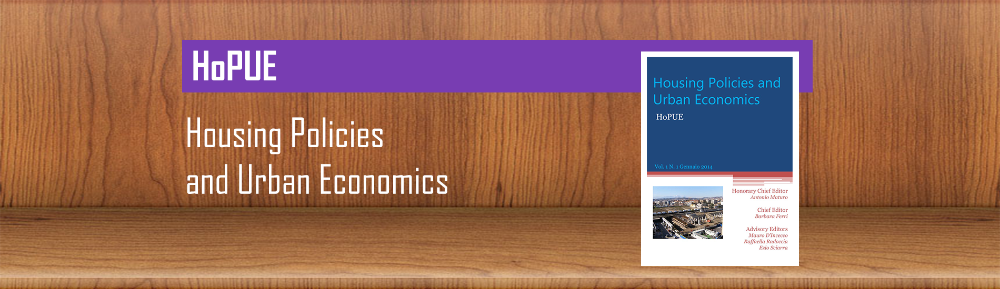 HoPUE
Housing Policies
and Urban Economics
Housing Policies and
Urban Economics
HoPUE
Vol. 1 N. 1 Gennaio 2014
Honorary Chief Editor
Antonio Maturo
Chief Editor
Barbara Ferri
Advisory Editors
Mauro D'Incecco
Raffaella Radoccia
Ezio Sciarra